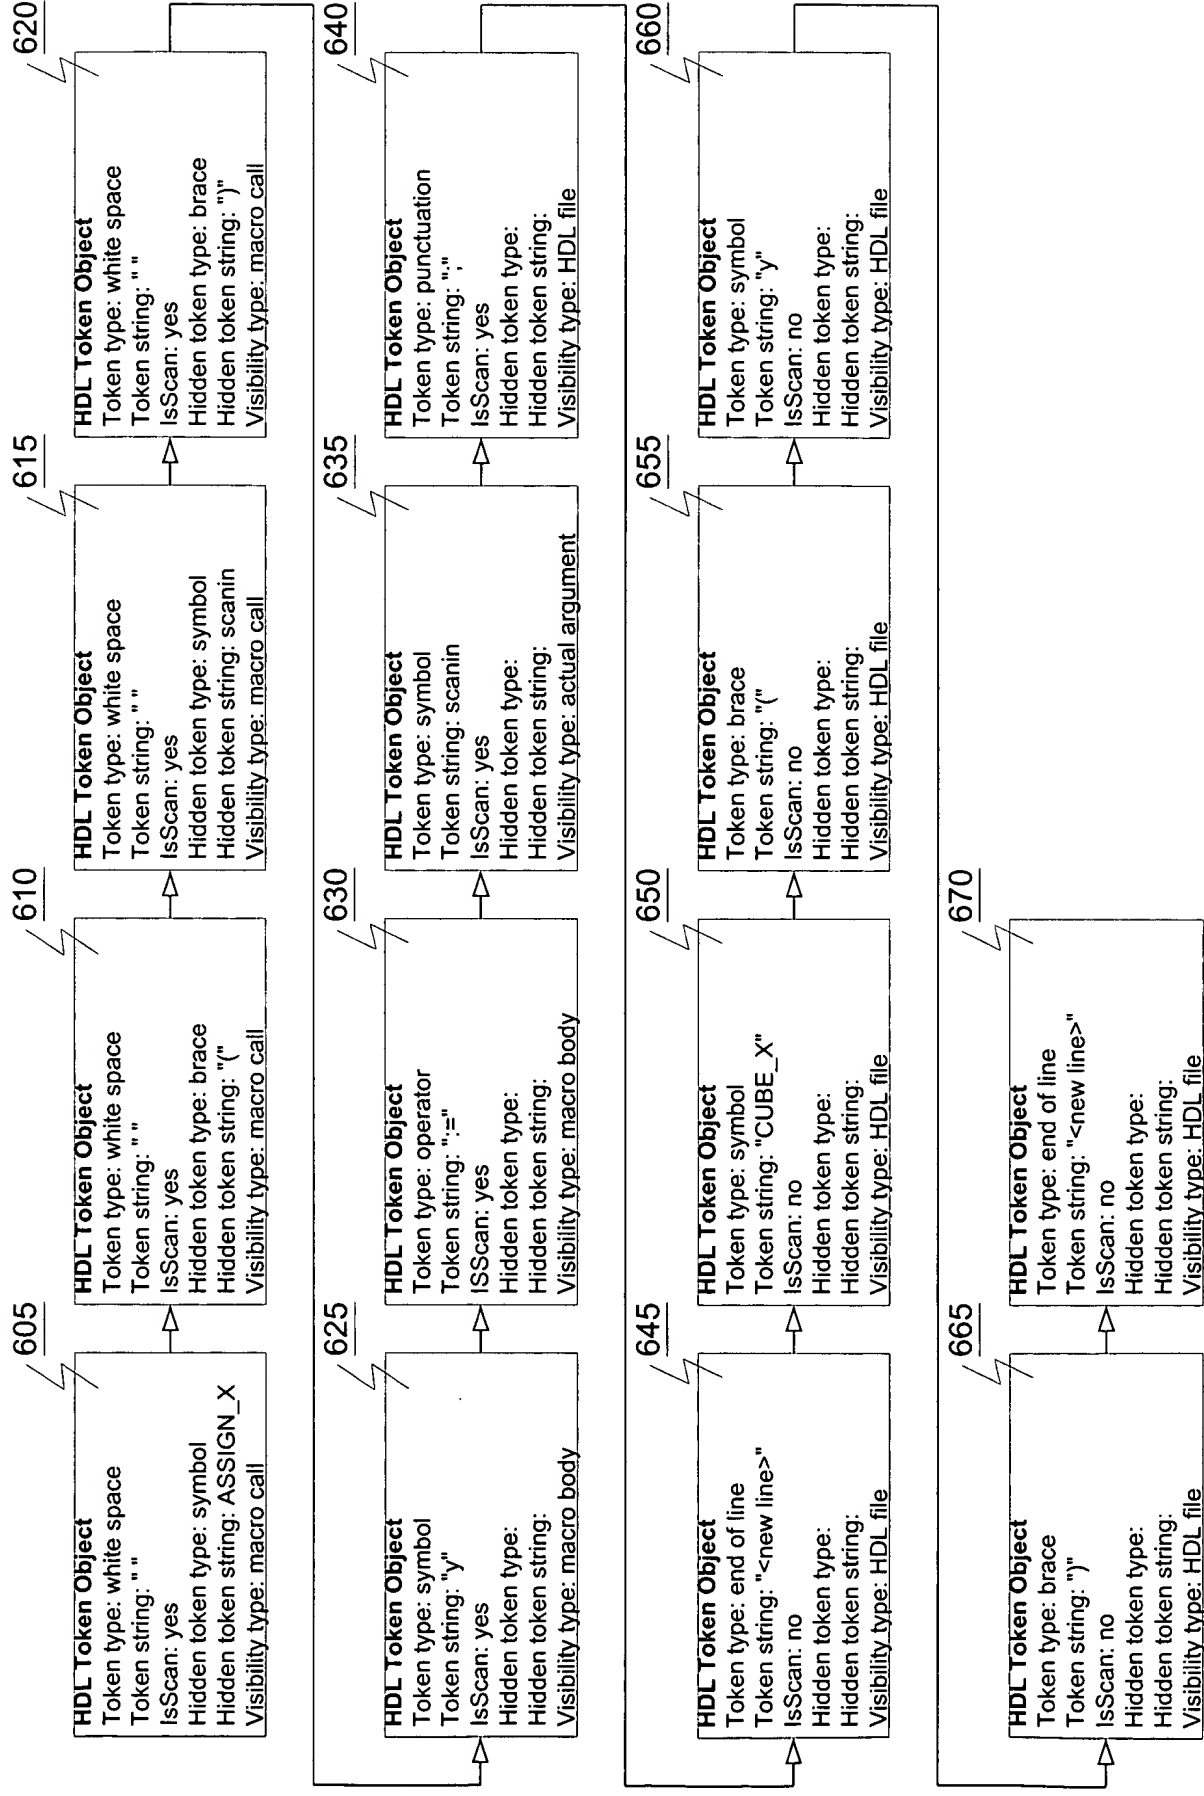 605
HDL Token Object
Token type: white space
Token string: " "
IsScan: yes
Hidden token type: symbol
Hidden token string: ASSIGN_X
Visibility type: macro call
610
HDL Token Object
Token type: white space
Token string: " "
IsScan: yes
Hidden token type: brace
Hidden token string: "("
Visibility type: macro call
615
HDL Token Object
Token type: white space
Token string: " "
IsScan: yes
Hidden token type: symbol
Hidden token string: scanin
Visibility type: macro call
620
HDL Token Object
Token type: white space
Token string: " "
IsScan: yes
Hidden token type: brace
Hidden token string: ")"
Visibility type: macro call
625
HDL Token Object
Token type: symbol
Token string: "y"
IsScan: yes
Hidden token type:
Hidden token string:
Visibility type: macro body
630
HDL Token Object
Token type: operator
Token string: ":="
ISScan: yes
Hidden token type:
Hidden token string:
Visibility type: macro body
635
HDL Token Object
Token type: symbol
Token string: scanin
IsScan: yes
Hidden token type:
Hidden token string:
Visibility type: actual argument
640
HDL Token Object
Token type: punctuation
Token string: ";"
IsScan: yes
Hidden token type:
Hidden token string:
Visibility type: HDL file
645
HDL Token Object
Token type: end of line
Token string: "<new line>"
IsScan: no
Hidden token type:
Hidden token string:
Visibility type: HDL file
650
HDL Token Object
Token type: symbol
Token string: "CUBE_X"
IsScan: no
Hidden token type:
Hidden token string:
Visibility type: HDL file
655
HDL Token Object
Token type: brace
Token string: "("
IsScan: no
Hidden token type:
Hidden token string:
Visibility type: HDL file
660
HDL Token Object
Token type: symbol
Token string: "y"
IsScan: no
Hidden token type:
Hidden token string:
Visibility type: HDL file
665
HDL Token Object
Token type: brace
Token string: ")"
IsScan: no
Hidden token type:
Hidden token string:
Visibility type: HDL file
670
HDL Token Object
Token type: end of line
Token string: "<new line>"
IsScan: no
Hidden token type:
Hidden token string:
Visibility type: HDL file